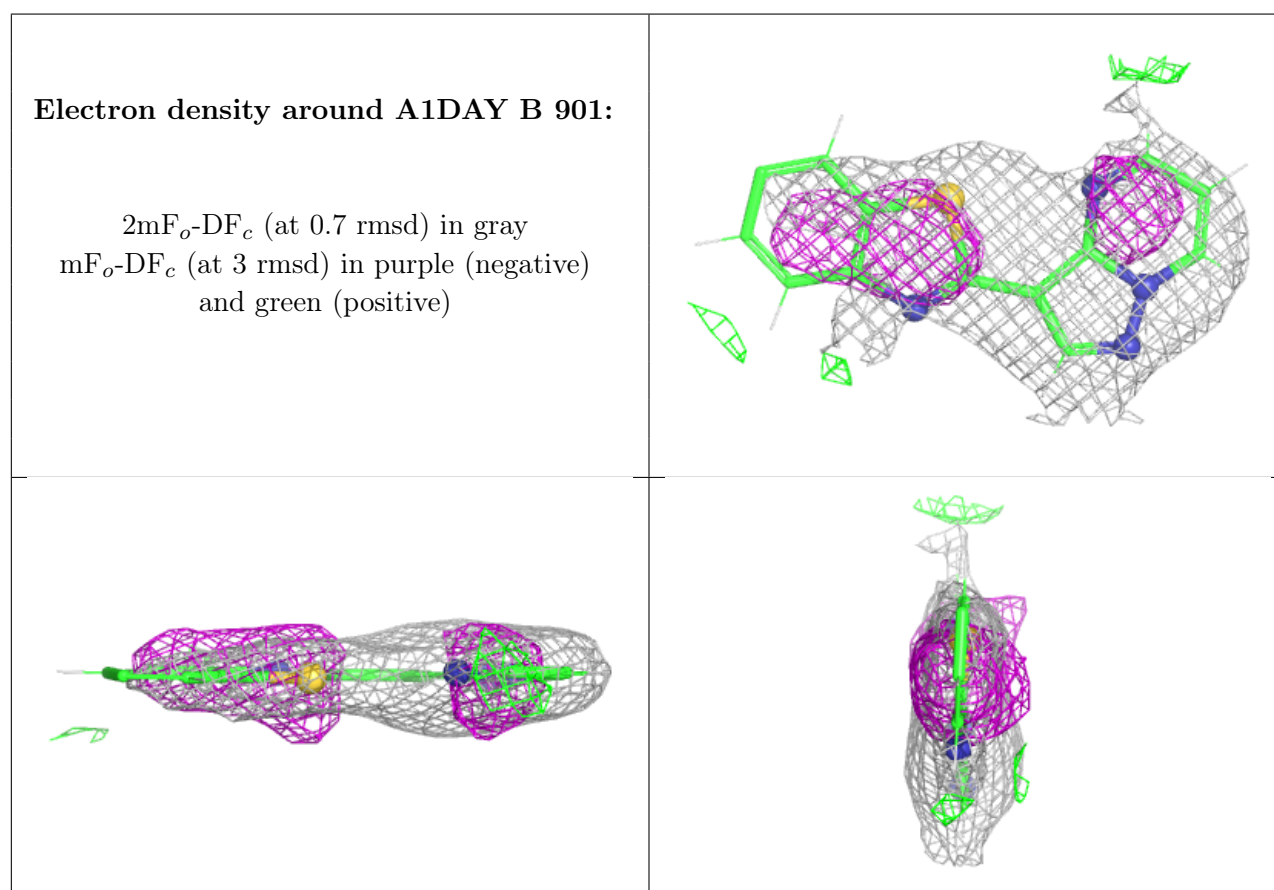 Electron density around A1DAY B 901:
2mFₒ-DF𝒸 (at 0.7 rmsd) in gray
mFₒ-DF𝒸 (at 3 rmsd) in purple (negative)
and green (positive)